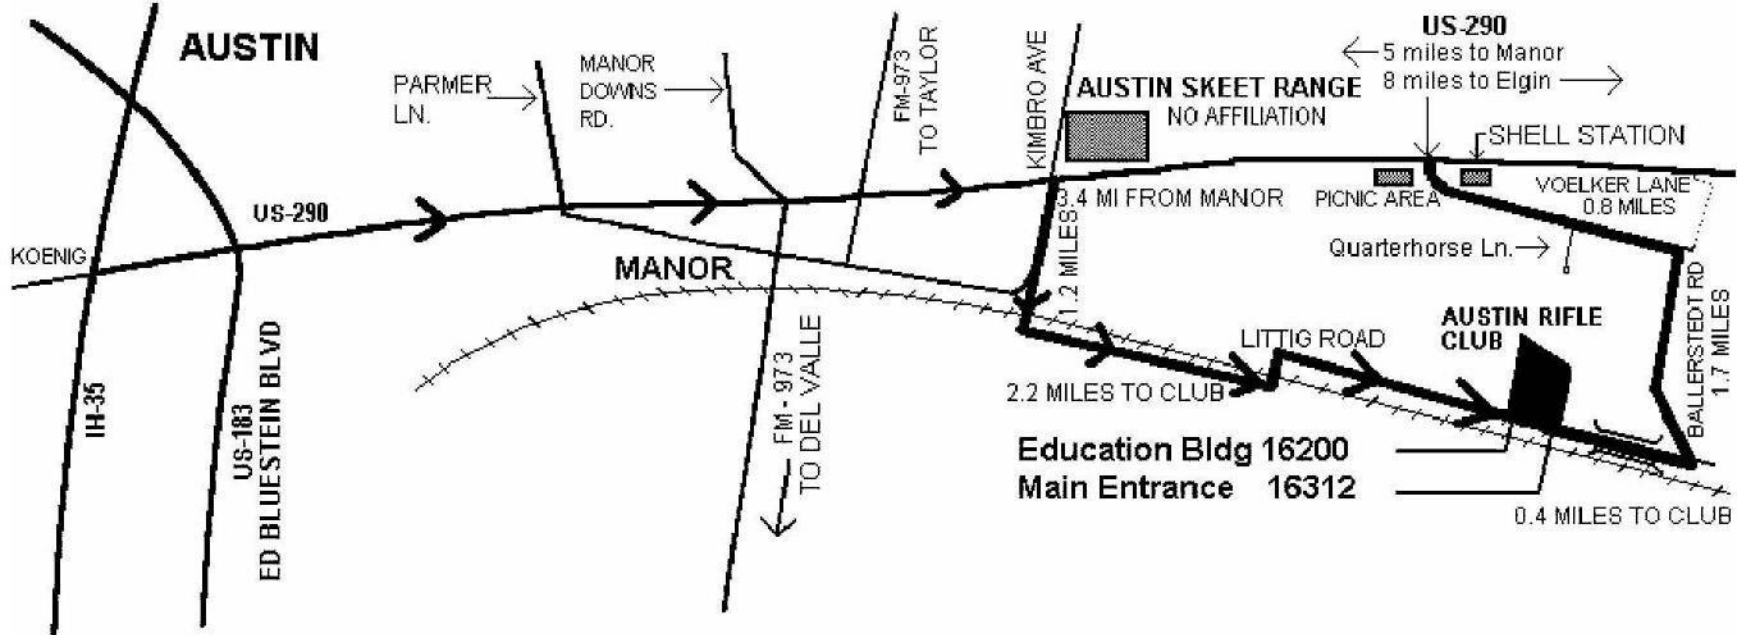 AUSTIN
US-290
5 miles to Manor
8 miles to Elgin
PARMER
LN.
MANOR
DOWNS
RD.
FM-973
TO TAYLOR
KIMBRO AVE
AUSTIN SKEET RANGE
NO AFFILIATION
SHELL STATION
PICNIC AREA
VOELKER LANE
0.8 MILES
3.4 MI FROM MANOR
US-290
KOENIG
MANOR
1.2 MILES
Quarterhorse Ln.
BALLERSTEDT RD
1.7 MILES
AUSTIN RIFLE
CLUB
LITTIG ROAD
2.2 MILES TO CLUB
IH-35
US-183
ED BLUESTEIN BLVD
FM - 973
TO DEL VALLE
Education Bldg 16200
Main Entrance 16312
0.4 MILES TO CLUB